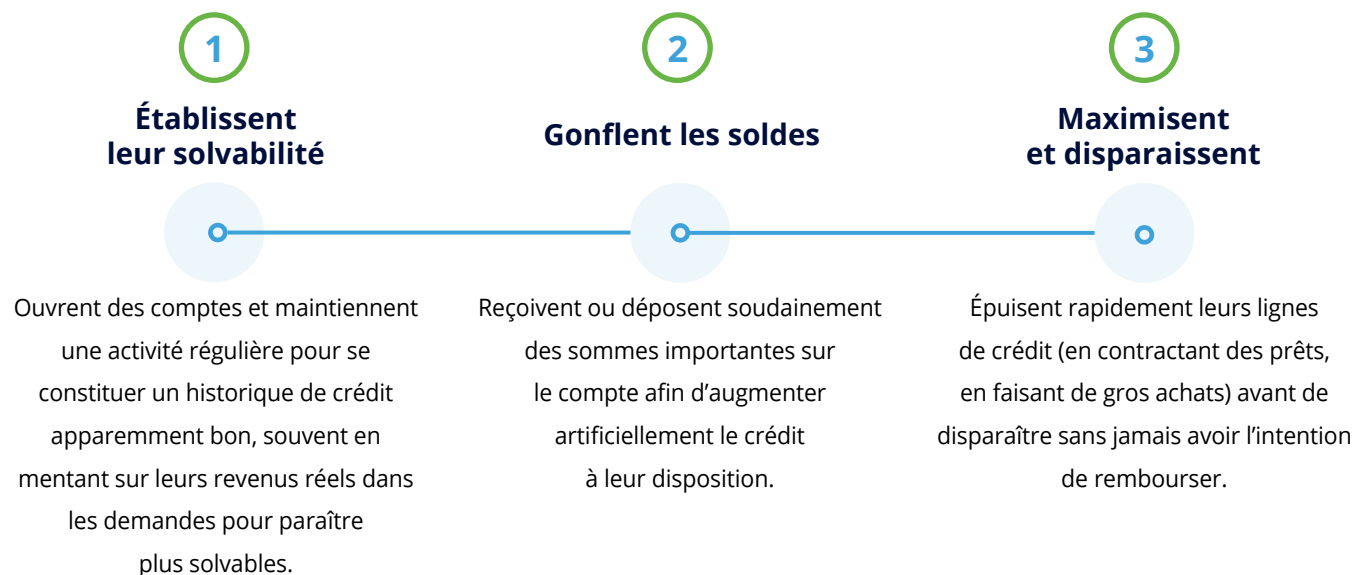 1
Établissent
leur solvabilité
Ouvrent des comptes et maintiennent
une activité régulière pour se
constituer un historique de crédit
apparemment bon, souvent en
mentant sur leurs revenus réels dans
les demandes pour paraître
plus solvables.
2
Gonflent les soldes
Reçoivent ou déposent soudainement
des sommes importantes sur
le compte afin d’augmenter
artificiellement le crédit
à leur disposition.
3
Maximisent
et disparaissent
Épuisent rapidement leurs lignes
de crédit (en contractant des prêts,
en faisant de gros achats) avant de
disparaître sans jamais avoir l’intention
de rembourser.